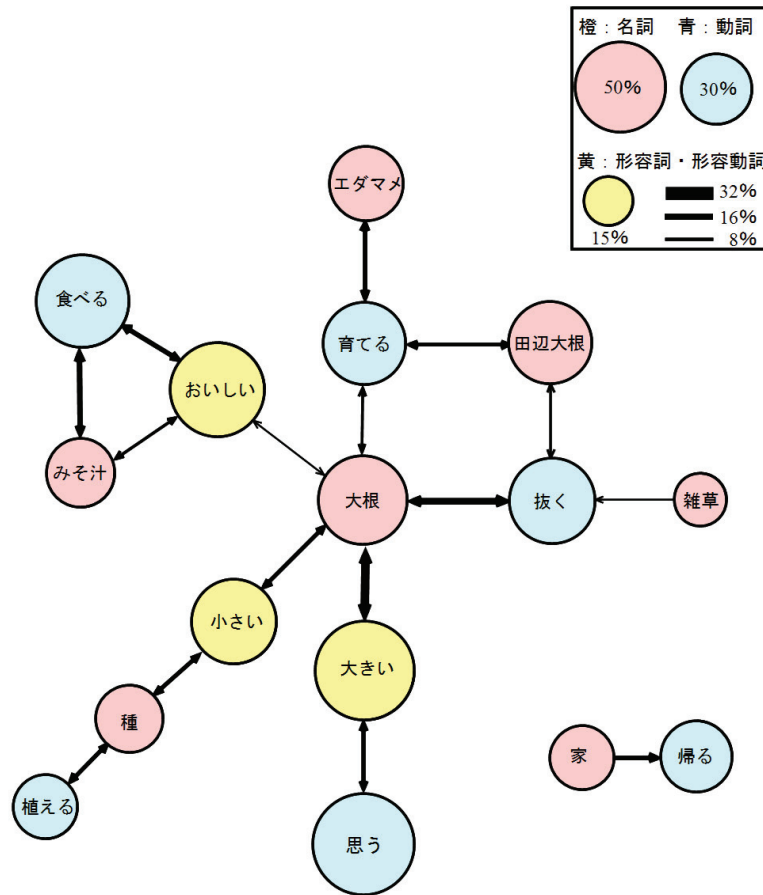 橙：名詞 青：動詞
50% 30%
黄：形容詞・形容動詞
32%
16%
15% 8%
エダマメ
食べる
育てる
田辺大根
おいしい
みそ汁
大根
抜く
雑草
小さい
大きい
種
家
帰る
植える
思う